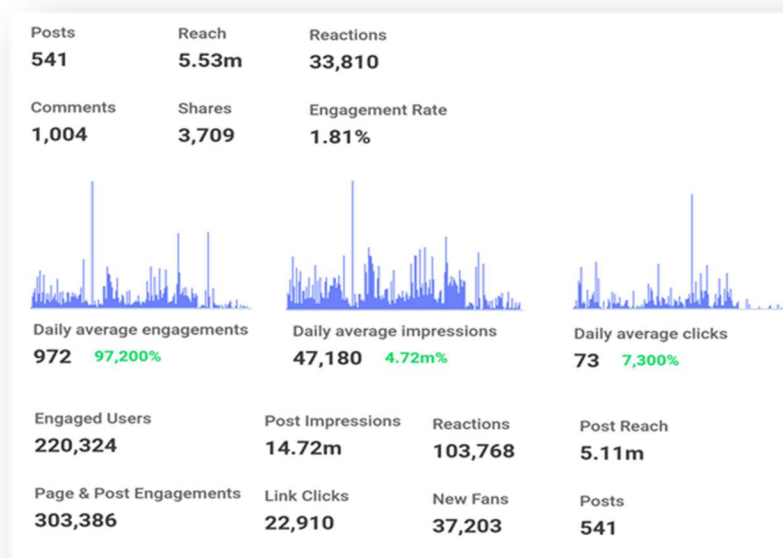 Posts Reach Reactions
541 5.53m 33,810
Comments Shares Engagement Rate
1,004 3,709 1.81%
Daily average engagements Daily average impressions Daily average clicks
972 97,200% 47,180 4.72m% 73 7,300%
Engaged Users Post Impressions Reactions Post Reach
220,324 14.72m 103,768 5.11m
Page & Post Engagements Link Clicks New Fans Posts
303,386 22,910 37,203 541